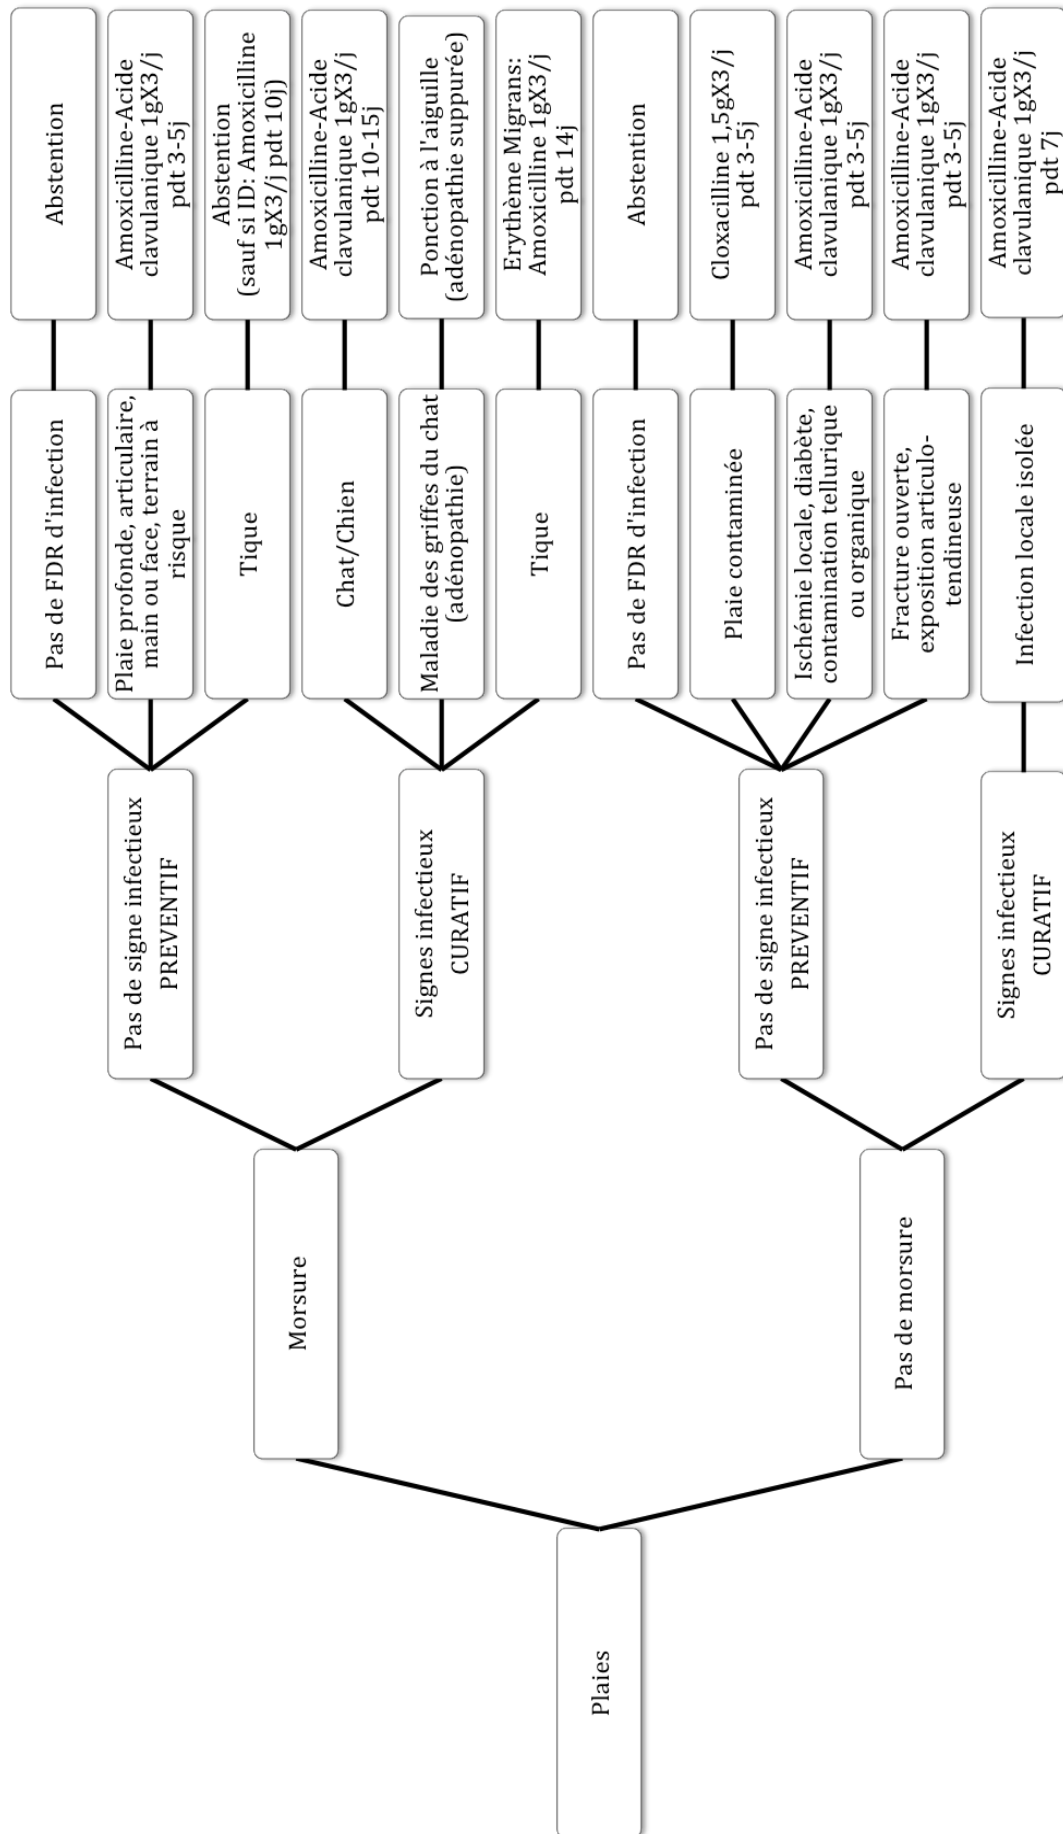 Plaies
Morsure
Pas de signe infectieux
PREVENTIF
Pas de FDR d'infection
Abstention
Plaie profonde, articulaire,
main ou face, terrain à
risque
Amoxicilline-Acide
clavulanique 1gX3/j
pdt 3-5j
Tique
Abstention
(sauf si ID: Amoxicilline
1gX3/j pdt 10j)
Signes infectieux
CURATIF
Chat/Chien
Amoxicilline-Acide
clavulanique 1gX3/j
pdt 10-15j
Maladie des griffes du chat
(adénopathie)
Ponction à l'aiguille
(adénopathie suppurée)
Tique
Erythème Migrans:
Amoxicilline 1gX3/j
pdt 14j
Pas de morsure
Pas de signe infectieux
PREVENTIF
Pas de FDR d'infection
Abstention
Plaie contaminée
Cloxacilline 1,5gX3/j
pdt 3-5j
Ischémie locale, diabète,
contamination tellurique
ou organique
Amoxicilline-Acide
clavulanique 1gX3/j
pdt 3-5j
Fracture ouverte,
exposition articulo-
tendineuse
Amoxicilline-Acide
clavulanique 1gX3/j
pdt 3-5j
Signes infectieux
CURATIF
Infection locale isolée
Amoxicilline-Acide
clavulanique 1gX3/j
pdt 7j